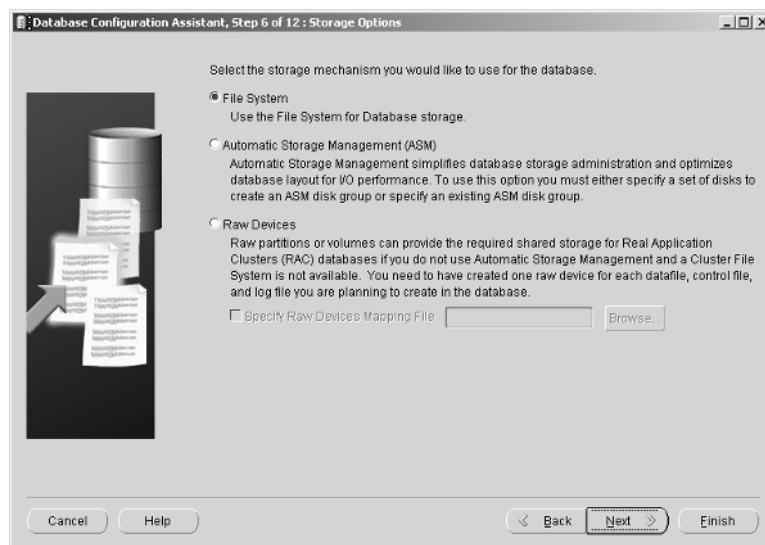 Database Configuration Assistant, Step 6 of 12 : Storage Options
Select the storage mechanism you would like to use for the database.
File System
Use the File System for Database storage.
Automatic Storage Management (ASM)
Automatic Storage Management simplifies database storage administration and optimizes
database layout for I/O performance. To use this option you must either specify a set of disks to
create an ASM disk group or specify an existing ASM disk group.
Raw Devices
Raw partitions or volumes can provide the required shared storage for Real Application
Clusters (RAC) databases if you do not use Automatic Storage Management and a Cluster File
System is not available. You need to have created one raw device for each datafile, control file,
and log file you are planning to create in the database.
Specify Raw Devices Mapping File
Browse...
Cancel
Help
Back
Next
Finish